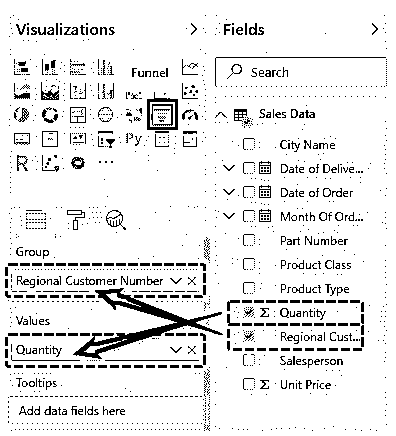 Visualizations
Funnel
R
Py
Group
Regional Customer Number
Values
Quantity
Tooltips
Add data fields here
Fields
Search
Sales Data
City Name
Date of Delive...
Date of Order
Month Of Ord...
Part Number
Product Class
Product Type
Σ Quantity
Regional Cust...
Salesperson
Σ Unit Price